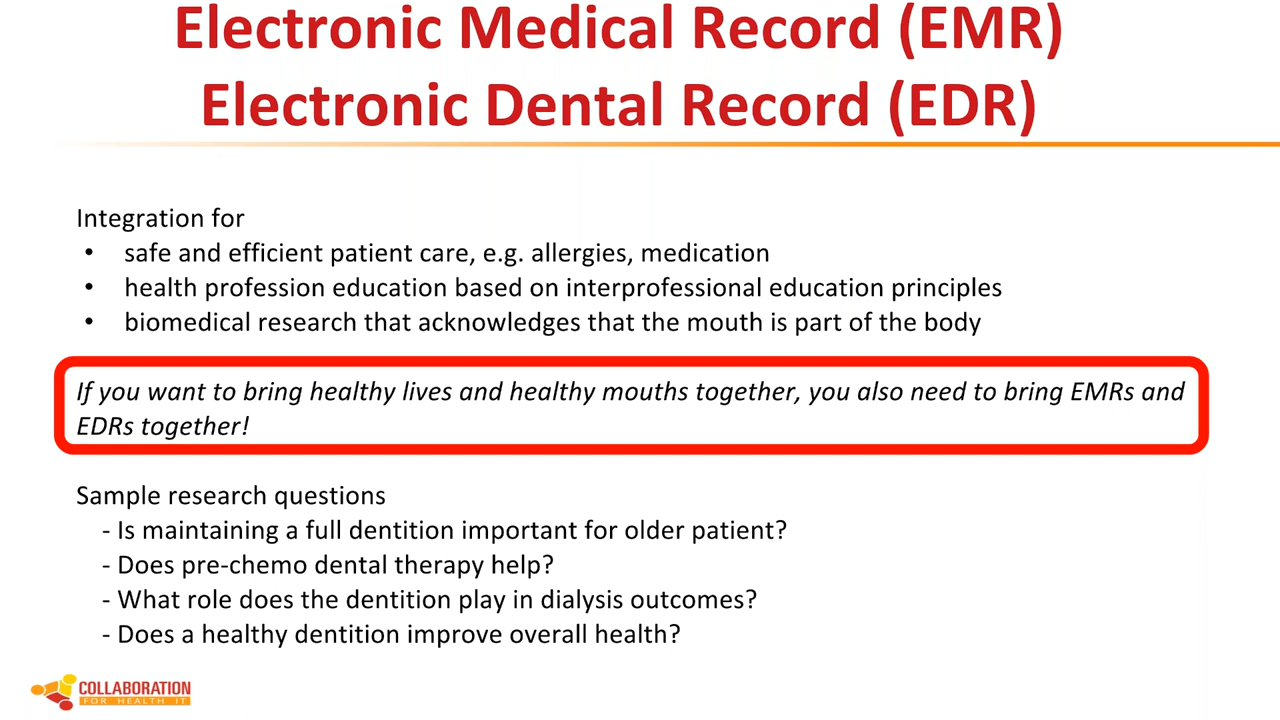 Electronic Medical Record (EMR)
Electronic Dental Record (EDR)
Integration for
• safe and efficient patient care, e.g. allergies, medication
• health profession education based on interprofessional education principles
• biomedical research that acknowledges that the mouth is part of the body
If you want to bring healthy lives and healthy mouths together, you also need to bring EMRs and
EDRs together!
Sample research questions
- Is maintaining a full dentition important for older patient?
- Does pre-chemo dental therapy help?
- What role does the dentition play in dialysis outcomes?
- Does a healthy dentition improve overall health?
COLLABORATION
FOR HEALTH IT